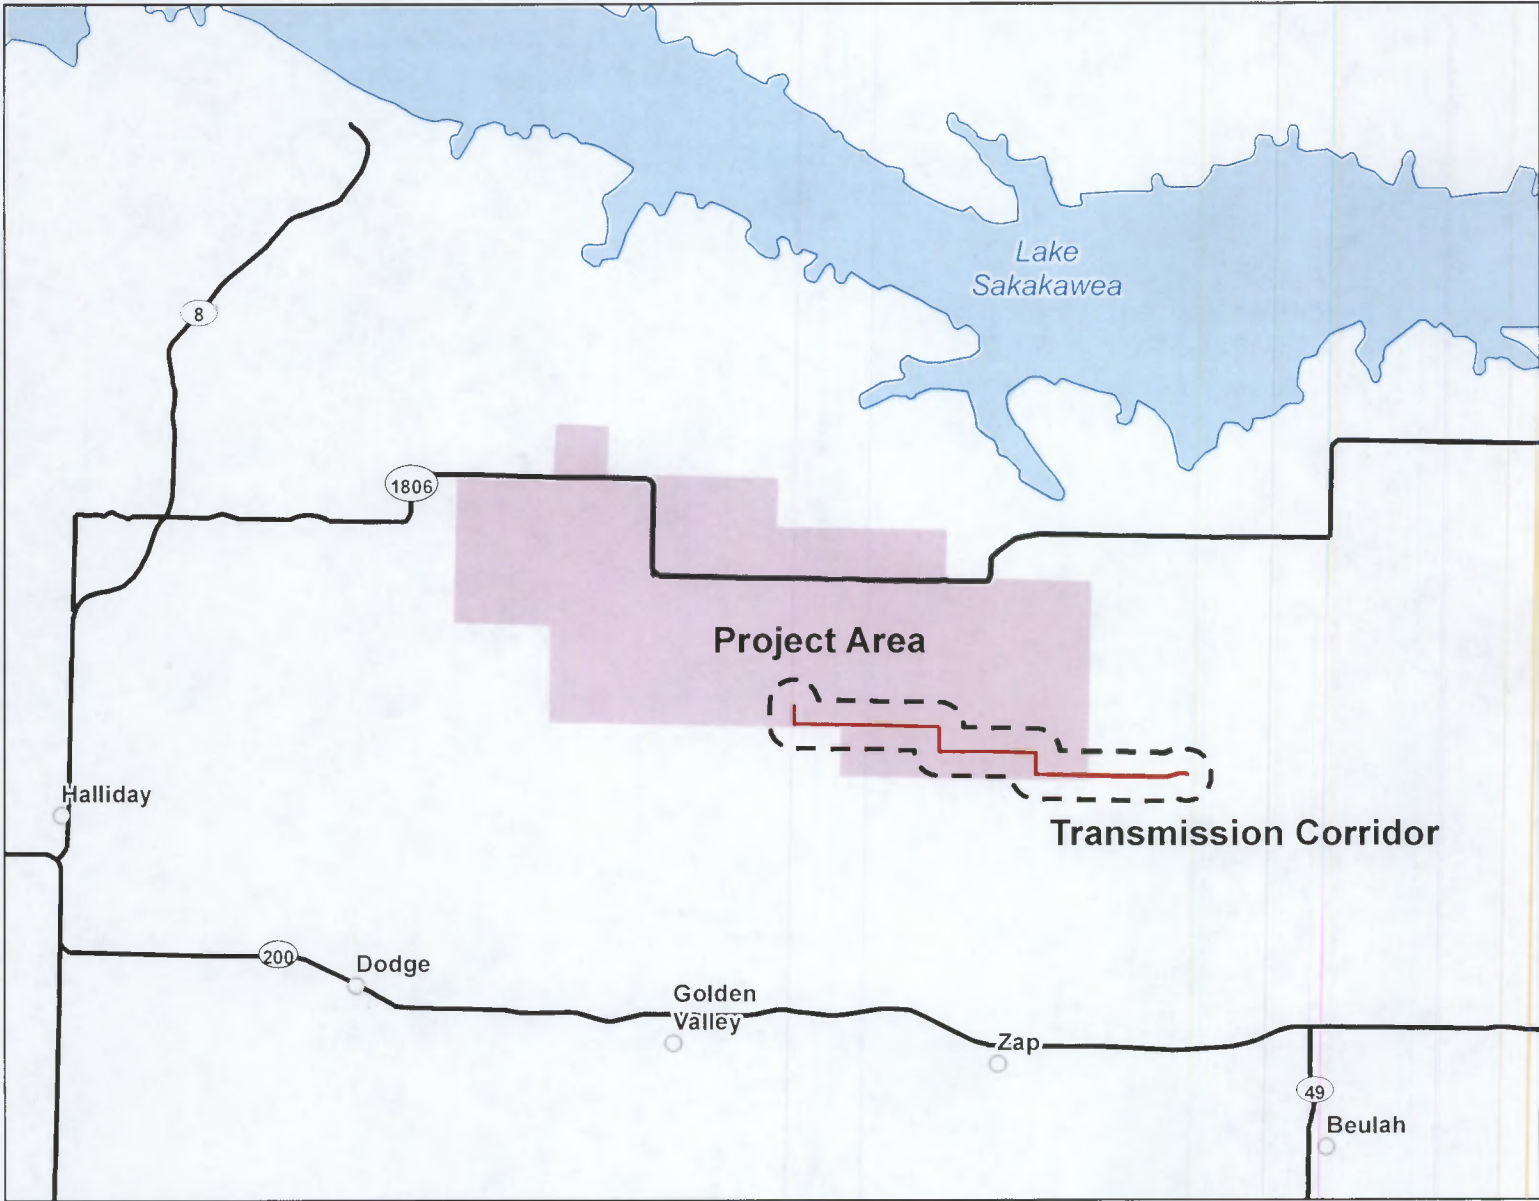 Lake
Sakakawea
8
1806
Project Area
Halliday
Transmission Corridor
200
Dodge
Golden
Valley
Zap
49
Beulah